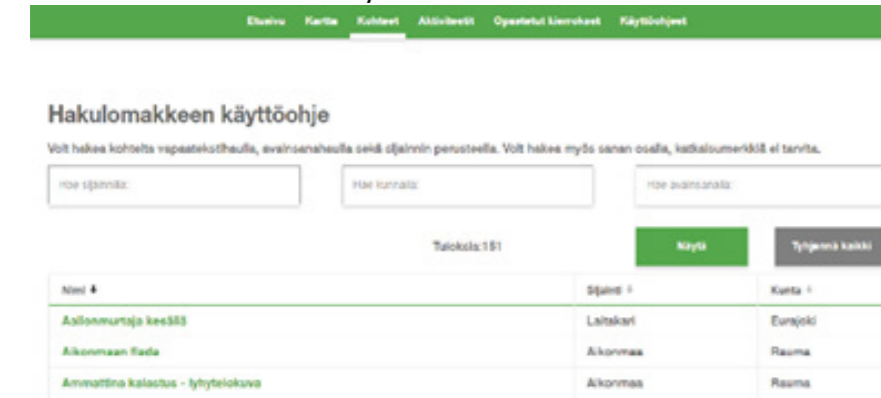 Etusivu Kartta Kohteet Aktiviteetit Opastetut kierrokset Käyttöohjeet
Hakulomakkeen käyttöohje
Voit hakea kohteita vapaatekstihaulla, avainsanahaulla sekä sijainnin perusteella. Voit hakea myös sanan osalla, katkaisumerkkiä ei tarvita.
Hae sijainnilla: Hae kunnalla: Hae avainsanalla:
Tuloksia:151 Näytä Tyhjennä kaikki
Nimi Sijainti Kunta
Aallonmurtaja kesällä Laitakari Eurajoki
Aikonmaan flada Aikonmaa Rauma
Ammattina kalastus - lyhytelokuva Aikonmaa Rauma